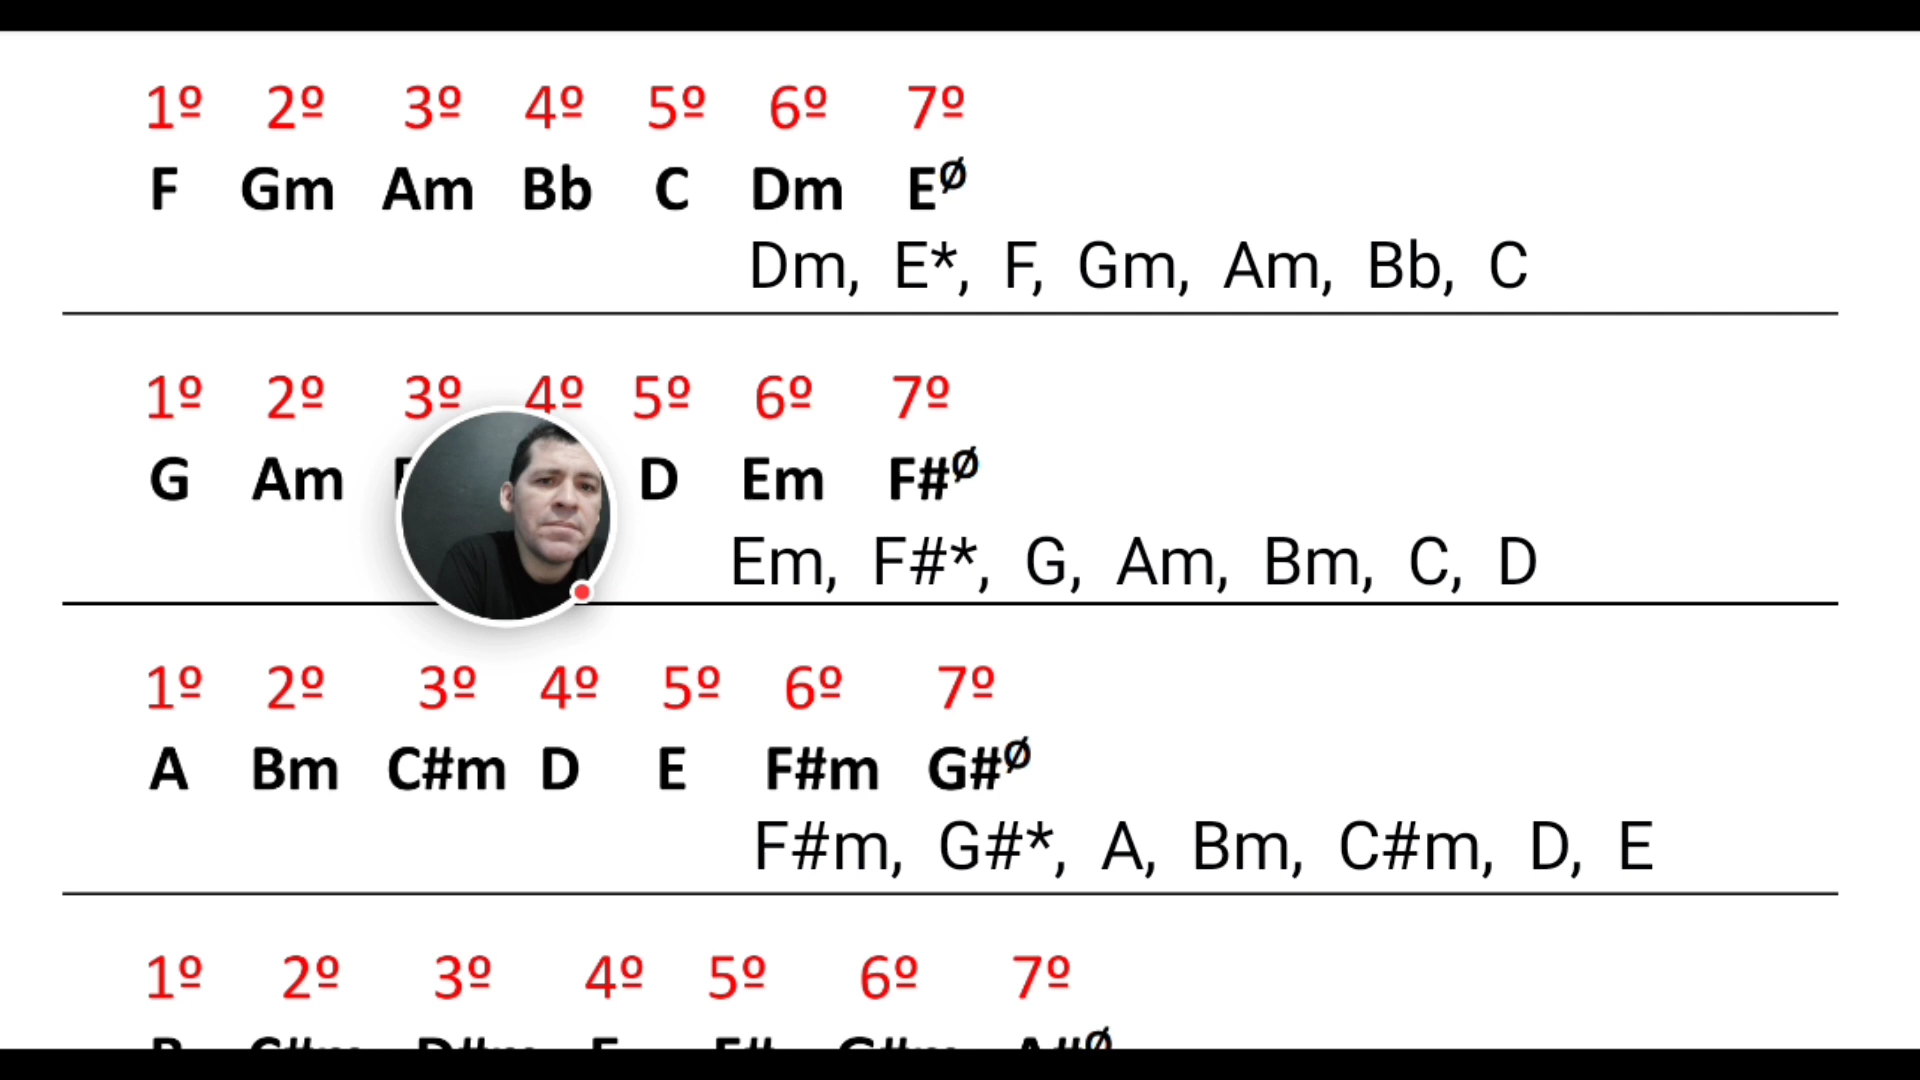 1º 2º 3º 4º 5º 6º 7º
F Gm Am Bb C Dm EØ
Dm, E*, F, Gm, Am, Bb, C
1º 2º 3º 4º 5º 6º 7º
G Am D Em F#Ø
Em, F#*, G, Am, Bm, C, D
1º 2º 3º 4º 5º 6º 7º
A Bm C#m D E F#m G#Ø
F#m, G#*, A, Bm, C#m, D, E
1º 2º 3º 4º 5º 6º 7º